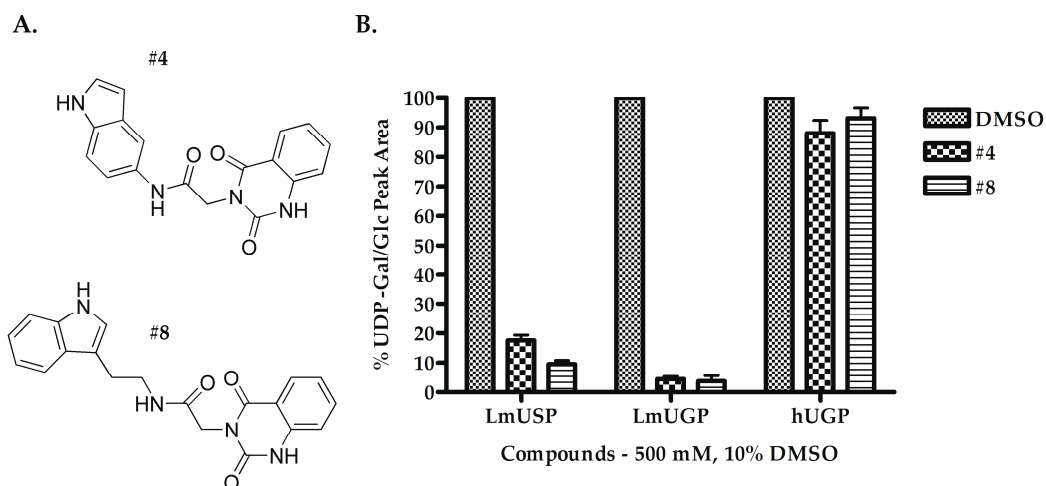 A.
#4
HN
O
O
N
H
N
NH
O
H
N
#8
O
O
HN
N
NH
O
B.
% UDP -Gal/Glc Peak Area
100
90
80
70
60
50
40
30
20
10
0
LmUSP LmUGP hUGP
Compounds - 500 mM, 10% DMSO
DMSO
#4
#8